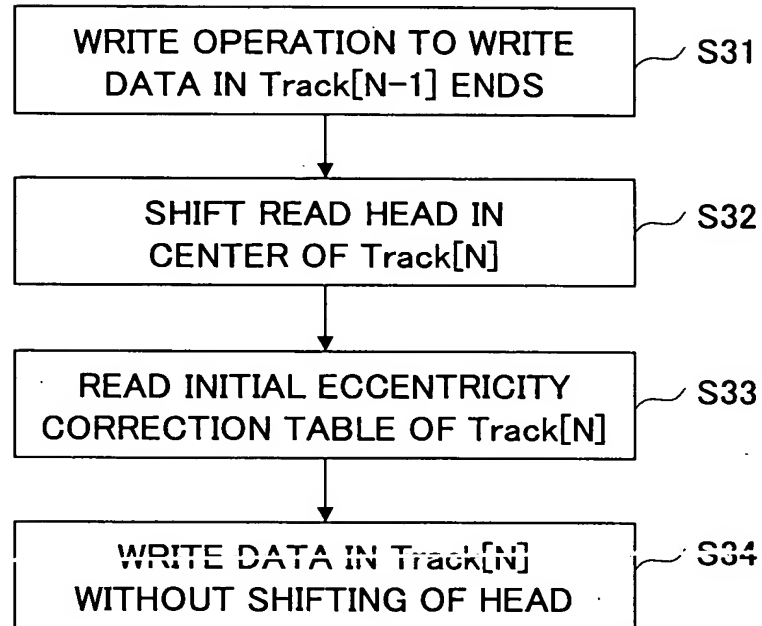 WRITE OPERATION TO WRITE
DATA IN Track[N-1] ENDS
S31
SHIFT READ HEAD IN
CENTER OF Track[N]
S32
READ INITIAL ECCENTRICITY
CORRECTION TABLE OF Track[N]
S33
WRITE DATA IN Track[N]
WITHOUT SHIFTING OF HEAD
S34